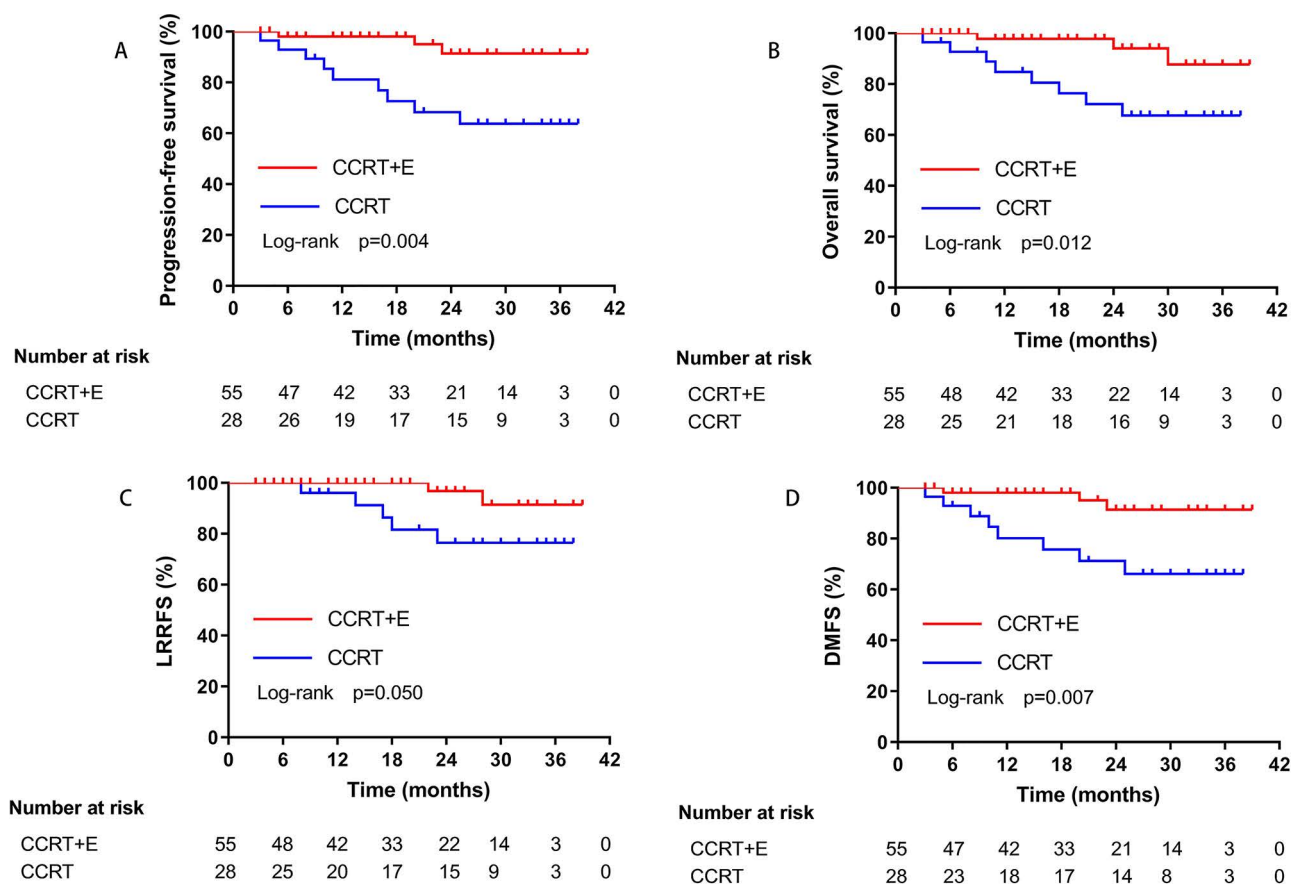 A
Progression-free survival (%)
100
80
60
40
20
0
CCRT+E
CCRT
Log-rank p=0.004
0 6 12 18 24 30 36 42
Time (months)
Number at risk
CCRT+E 55 47 42 33 21 14 3 0
CCRT 28 26 19 17 15 9 3 0
B
Overall survival (%)
100
80
60
40
20
0
CCRT+E
CCRT
Log-rank p=0.012
0 6 12 18 24 30 36 42
Time (months)
Number at risk
CCRT+E 55 48 42 33 22 14 3 0
CCRT 28 25 21 18 16 9 3 0
C
LRRFS (%)
100
80
60
40
20
0
CCRT+E
CCRT
Log-rank p=0.050
0 6 12 18 24 30 36 42
Time (months)
Number at risk
CCRT+E 55 48 42 33 22 14 3 0
CCRT 28 25 20 17 15 9 3 0
D
DMFS (%)
100
80
60
40
20
0
CCRT+E
CCRT
Log-rank p=0.007
0 6 12 18 24 30 36 42
Time (months)
Number at risk
CCRT+E 55 47 42 33 21 14 3 0
CCRT 28 23 18 17 14 8 3 0